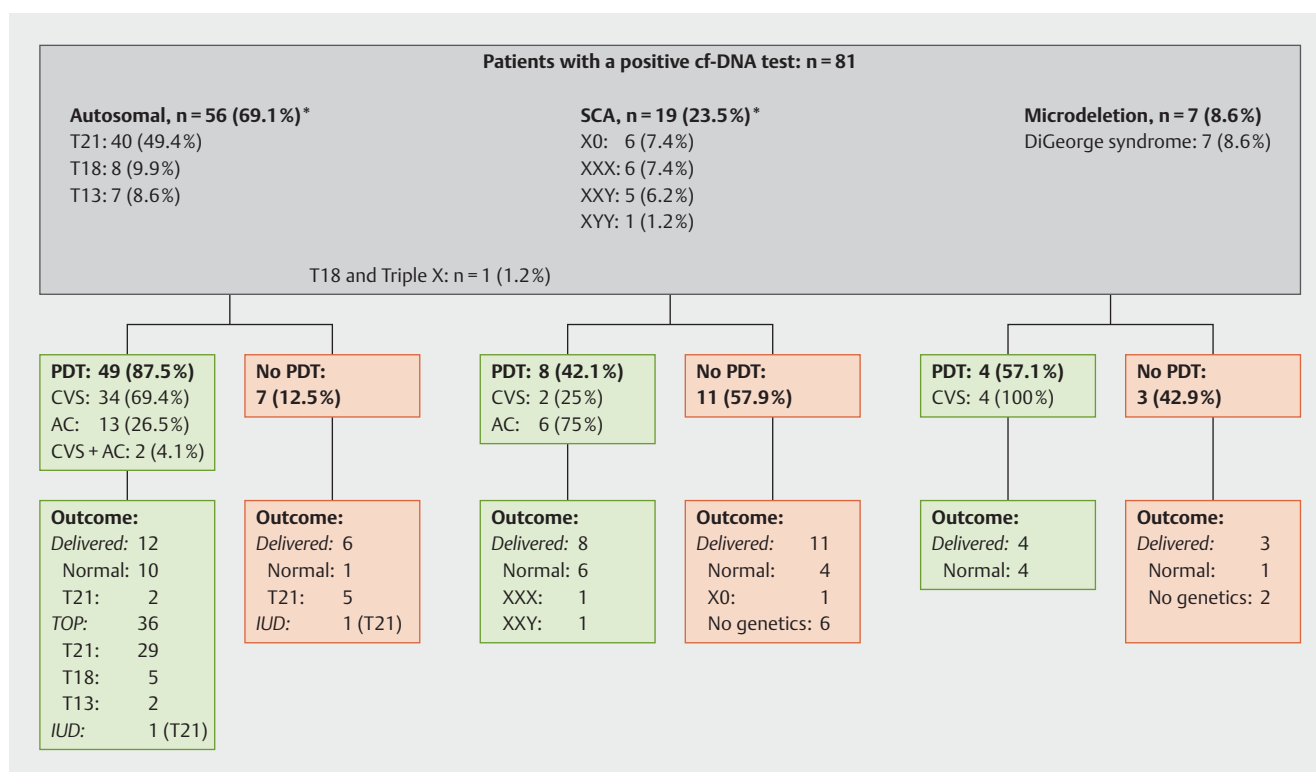 Patients with a positive cf-DNA test: n = 81
Autosomal, n = 56 (69.1 %)*
T21: 40 (49.4 %)
T18: 8 (9.9 %)
T13: 7 (8.6 %)
SCA, n = 19 (23.5 %)*
X0: 6 (7.4 %)
XXX: 6 (7.4 %)
XXY: 5 (6.2 %)
XYY: 1 (1.2 %)
Microdeletion, n = 7 (8.6 %)
DiGeorge syndrome: 7 (8.6 %)
T18 and Triple X: n = 1 (1.2 %)
PDT: 49 (87.5 %)
CVS: 34 (69.4 %)
AC: 13 (26.5 %)
CVS + AC: 2 (4.1 %)
No PDT:
7 (12.5 %)
PDT: 8 (42.1 %)
CVS: 2 (25 %)
AC: 6 (75 %)
No PDT:
11 (57.9 %)
PDT: 4 (57.1 %)
CVS: 4 (100 %)
No PDT:
3 (42.9 %)
Outcome:
Delivered: 12
Normal: 10
T21: 2
TOP: 36
T21: 29
T18: 5
T13: 2
IUD: 1 (T21)
Outcome:
Delivered: 6
Normal: 1
T21: 5
IUD: 1 (T21)
Outcome:
Delivered: 8
Normal: 6
XXX: 1
XXY: 1
Outcome:
Delivered: 11
Normal: 4
X0: 1
No genetics: 6
Outcome:
Delivered: 4
Normal: 4
Outcome:
Delivered: 3
Normal: 1
No genetics: 2